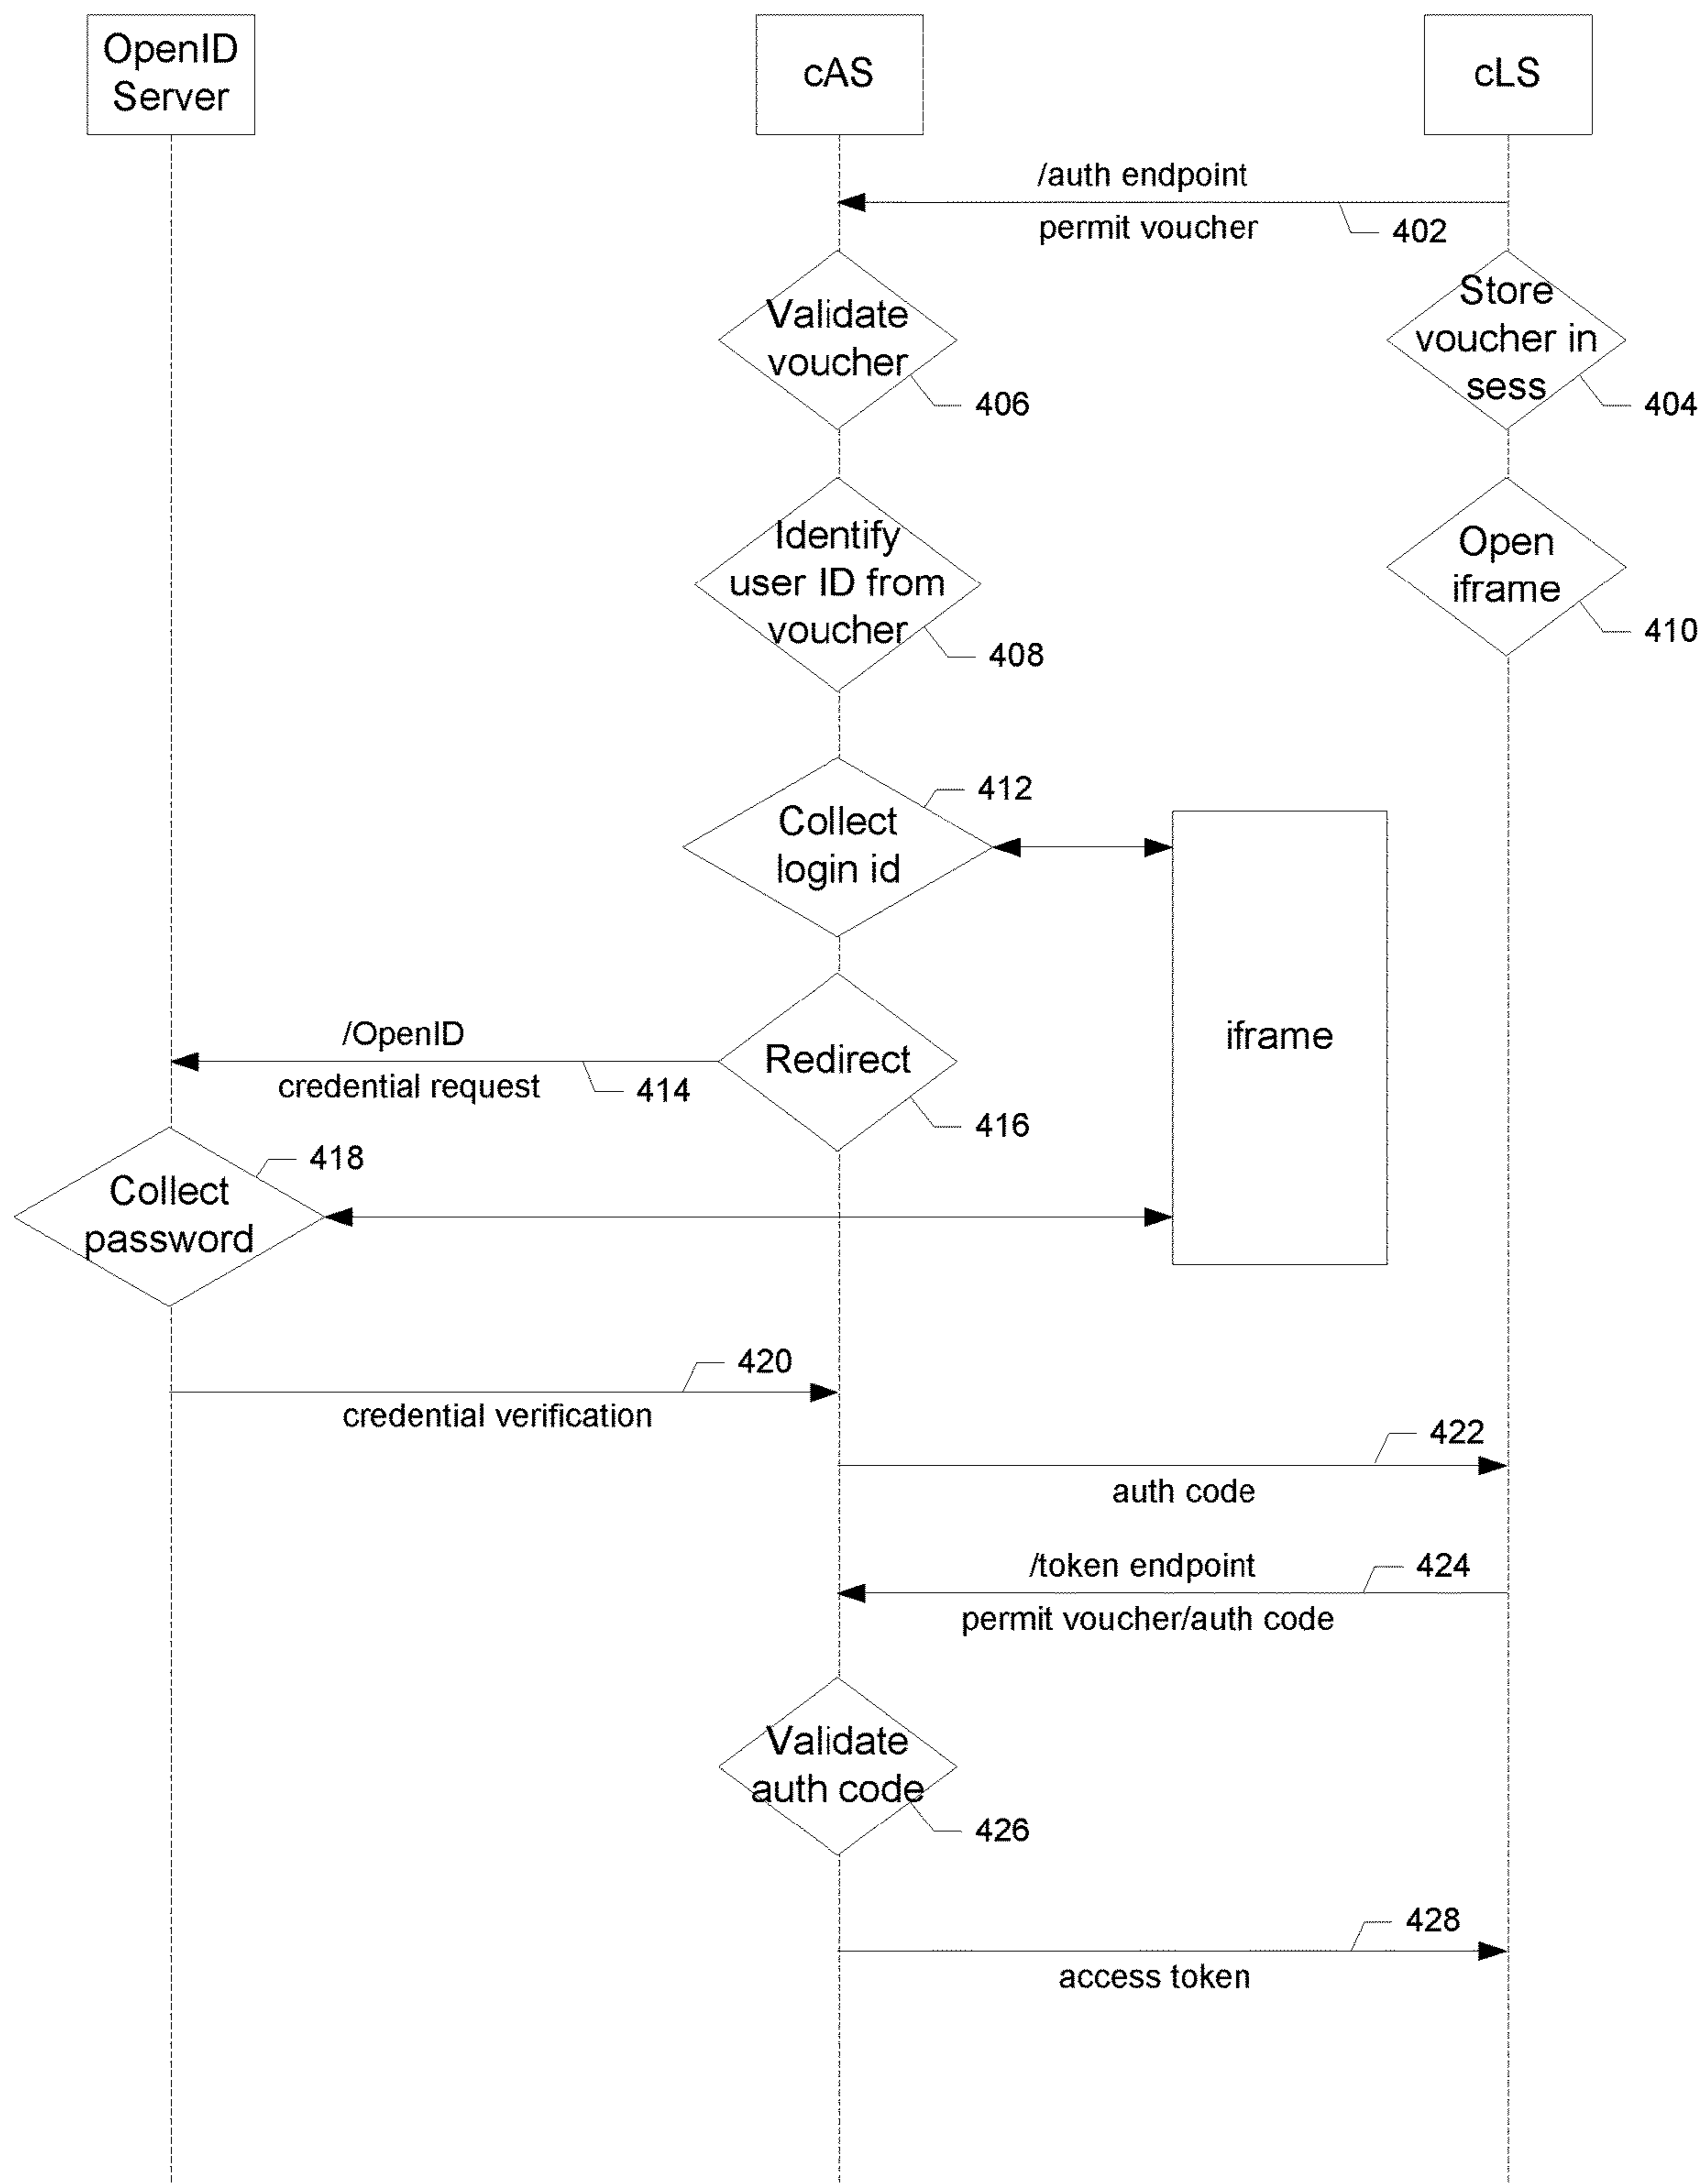 OpenID
Server
cAS
cLS
/auth endpoint
permit voucher
402
Validate
voucher
406
Store
voucher in
sess
404
Identify
user ID from
voucher
408
Open
iframe
410
412
Collect
login id
iframe
/OpenID
credential request
414
Redirect
416
418
Collect
password
420
credential verification
422
auth code
/token endpoint
424
permit voucher/auth code
Validate
auth code
426
428
access token